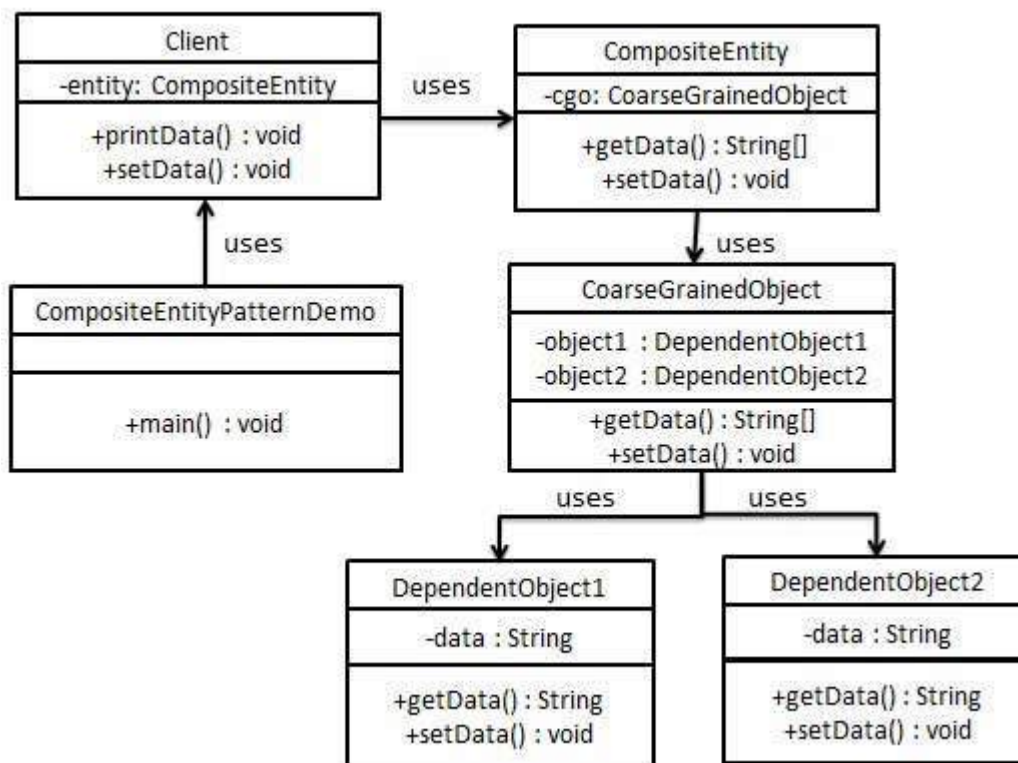 Client
-entity: CompositeEntity
+printData() : void
+setData() : void
uses
CompositeEntity
-cgo: CoarseGrainedObject
+getData() : String[]
+setData() : void
uses
uses
CompositeEntityPatternDemo
+main() : void
CoarseGrainedObject
-object1 : DependentObject1
-object2 : DependentObject2
+getData() : String[]
+setData() : void
uses
uses
DependentObject1
-data : String
+getData() : String
+setData() : void
DependentObject2
-data : String
+getData() : String
+setData() : void